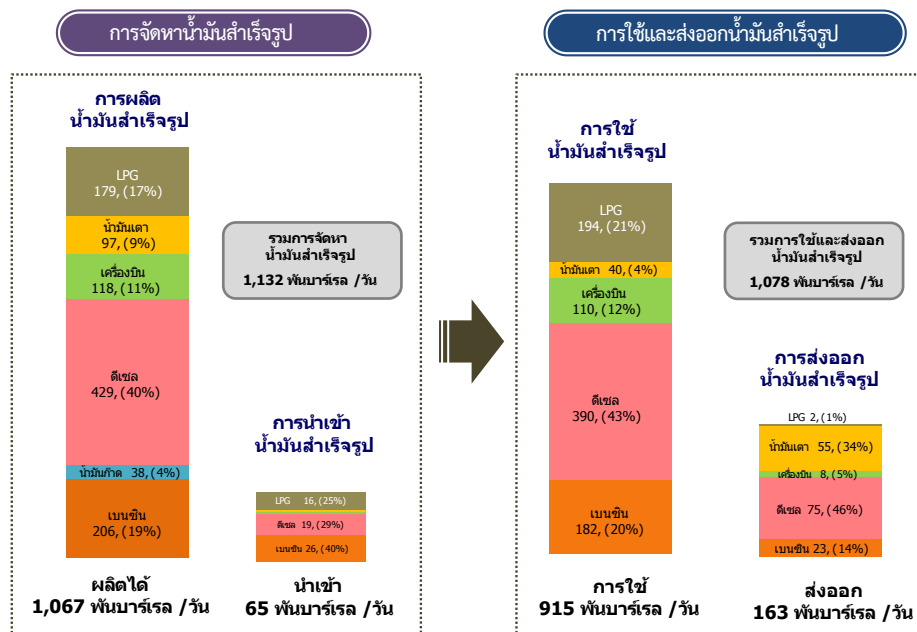 การจัดหาน้ำมันสำเร็จรูป
การผลิต
น้ำมันสำเร็จรูป
LPG
179, (17%)
น้ำมันเตา
97, (9%)
เครื่องบิน
118, (11%)
ดีเซล
429, (40%)
น้ำมันก๊าด 38, (4%)
เบนซิน
206, (19%)
ผลิตได้
1,067 พันบาร์เรล /วัน
รวมการจัดหา
น้ำมันสำเร็จรูป
1,132 พันบาร์เรล /วัน
การนำเข้า
น้ำมันสำเร็จรูป
LPG 16, (25%)
ดีเซล 19, (29%)
เบนซิน 26, (40%)
นำเข้า
65 พันบาร์เรล /วัน
การใช้และส่งออกน้ำมันสำเร็จรูป
การใช้
น้ำมันสำเร็จรูป
LPG
194, (21%)
น้ำมันเตา 40, (4%)
เครื่องบิน
110, (12%)
ดีเซล
390, (43%)
เบนซิน
182, (20%)
การใช้
915 พันบาร์เรล /วัน
รวมการใช้และส่งออก
น้ำมันสำเร็จรูป
1,078 พันบาร์เรล /วัน
การส่งออก
น้ำมันสำเร็จรูป
LPG 2, (1%)
น้ำมันเตา 55, (34%)
เครื่องบิน 8, (5%)
ดีเซล 75, (46%)
เบนซิน 23, (14%)
ส่งออก
163 พันบาร์เรล /วัน